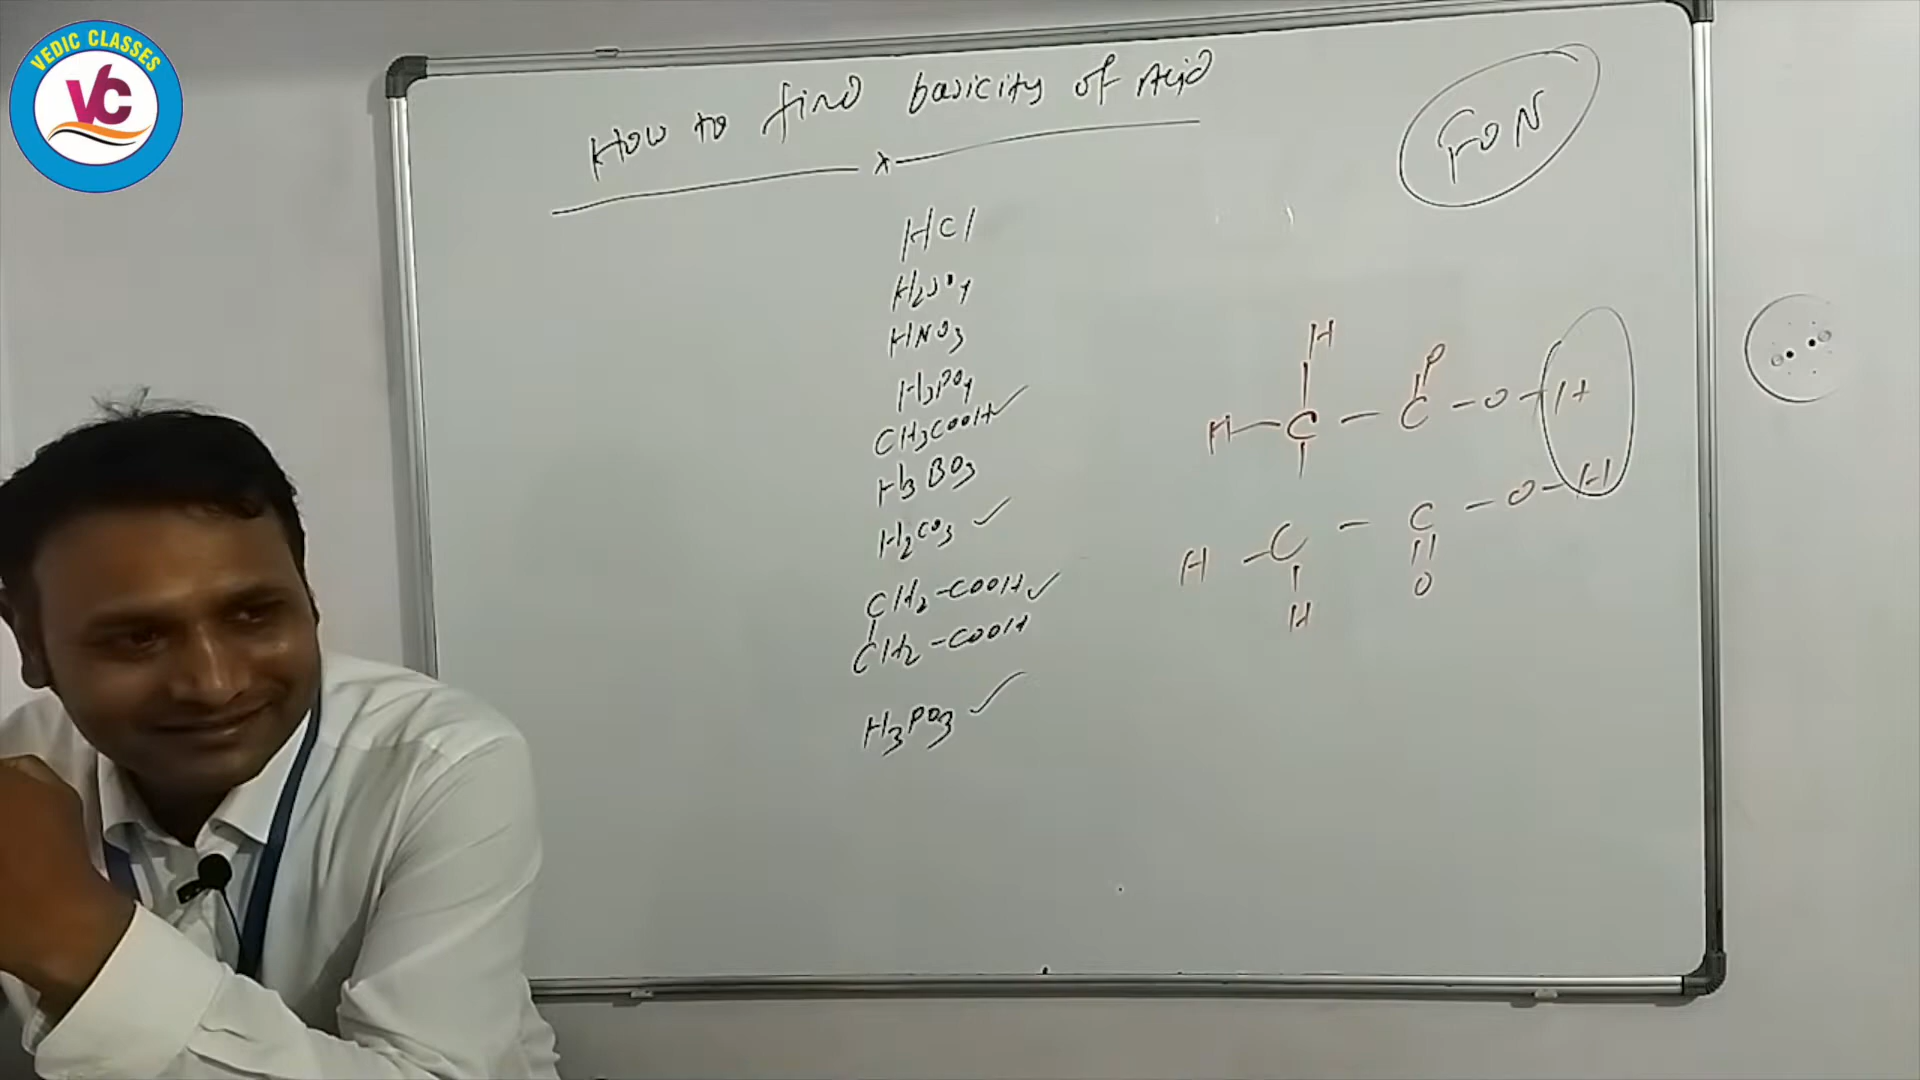 VEDIC CLASSES
VC
How to find basicity of Acid
x
FON
HCl
H2SO4
HNO3
H3PO4
CH3COOH ✓
H3BO3
H2CO3 ✓
CH2-COOH ✓
CH2-COOH
H3PO3 ✓
H
O
H-C-C-O-H
H-C-C-O-H
H
O